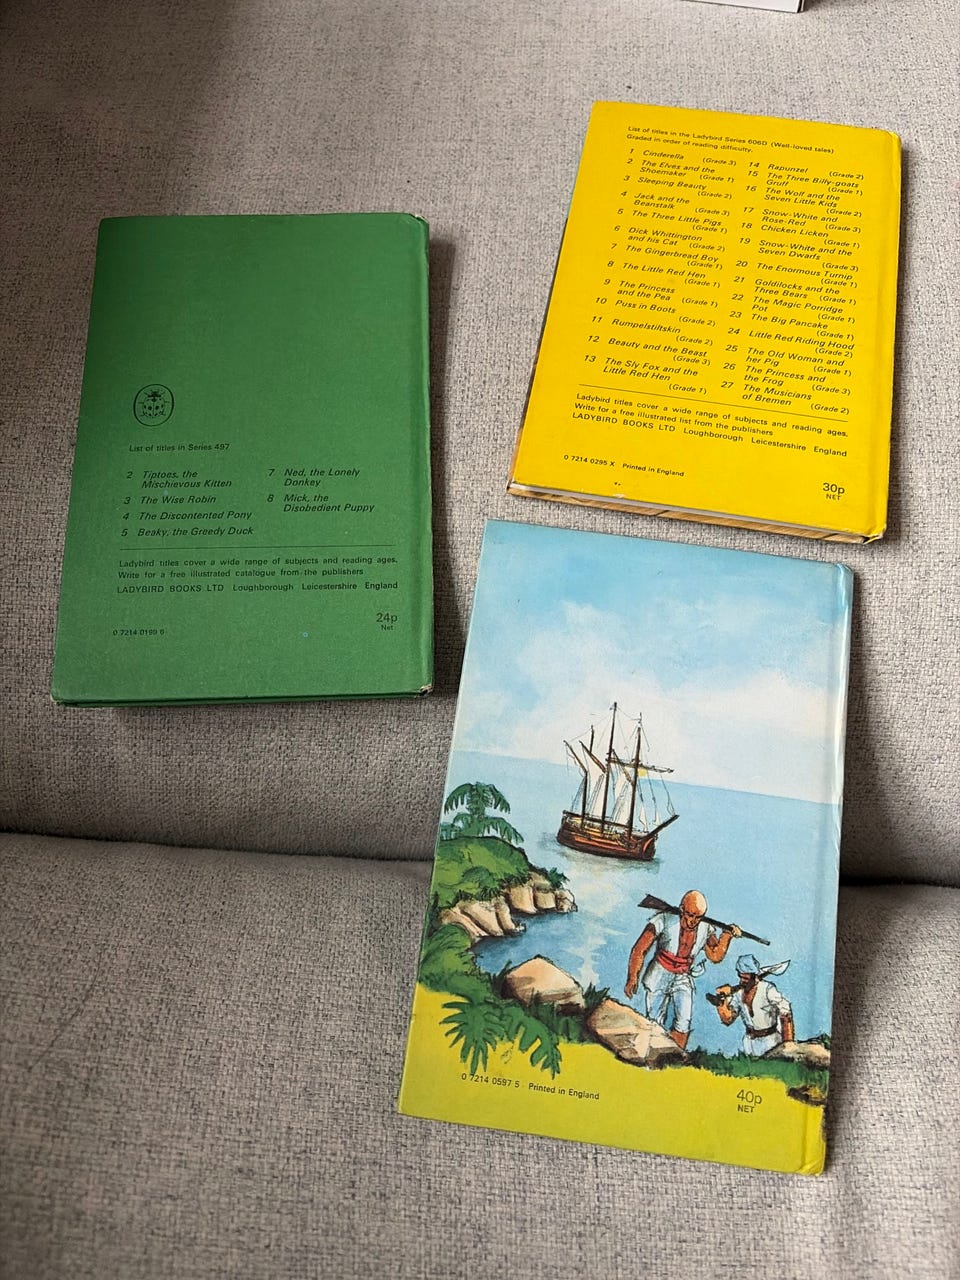 List of titles in Series 497
2 Tiptoes, the
Mischievous Kitten
3 The Wise Robin
4 The Discontented Pony
5 Beaky, the Greedy Duck
7 Ned, the Lonely
Donkey
8 Mick, the
Disobedient Puppy
Ladybird titles cover a wide range of subjects and reading ages.
Write for a free illustrated catalogue from the publishers
LADYBIRD BOOKS LTD Loughborough Leicestershire England
24p
Net
0 7214 0199 6
List of titles in the Ladybird Series 606D (Well-loved tales)
Graded in order of reading difficulty.
1 Cinderella (Grade 3)
2 The Elves and the
Shoemaker (Grade 1)
3 Sleeping Beauty
(Grade 2)
4 Jack and the
Beanstalk (Grade 3)
5 The Three Little Pigs
(Grade 1)
6 Dick Whittington
and his Cat (Grade 2)
7 The Gingerbread Boy
(Grade 1)
8 The Little Red Hen
(Grade 1)
9 The Princess
and the Pea (Grade 1)
10 Puss in Boots
(Grade 2)
11 Rumpelstiltskin
(Grade 2)
12 Beauty and the Beast
(Grade 3)
13 The Sly Fox and the
Little Red Hen
(Grade 1)
14 Rapunzel (Grade 2)
15 The Three Billy-goats
Gruff (Grade 1)
16 The Wolf and the
Seven Little Kids
(Grade 2)
17 Snow-White and
Rose-Red (Grade 3)
18 Chicken Licken
(Grade 1)
19 Snow-White and the
Seven Dwarfs
(Grade 3)
20 The Enormous Turnip
(Grade 1)
21 Goldilocks and the
Three Bears (Grade 1)
22 The Magic Porridge
Pot (Grade 1)
23 The Big Pancake
(Grade 1)
24 Little Red Riding Hood
(Grade 2)
25 The Old Woman and
her Pig (Grade 1)
26 The Princess and
the Frog (Grade 3)
27 The Musicians
of Bremen (Grade 2)
Ladybird titles cover a wide range of subjects and reading ages.
Write for a free illustrated list from the publishers
LADYBIRD BOOKS LTD Loughborough Leicestershire England
0 7214 0295 X Printed in England
30p
NET
0 7214 0597 5 Printed in England
40p
NET